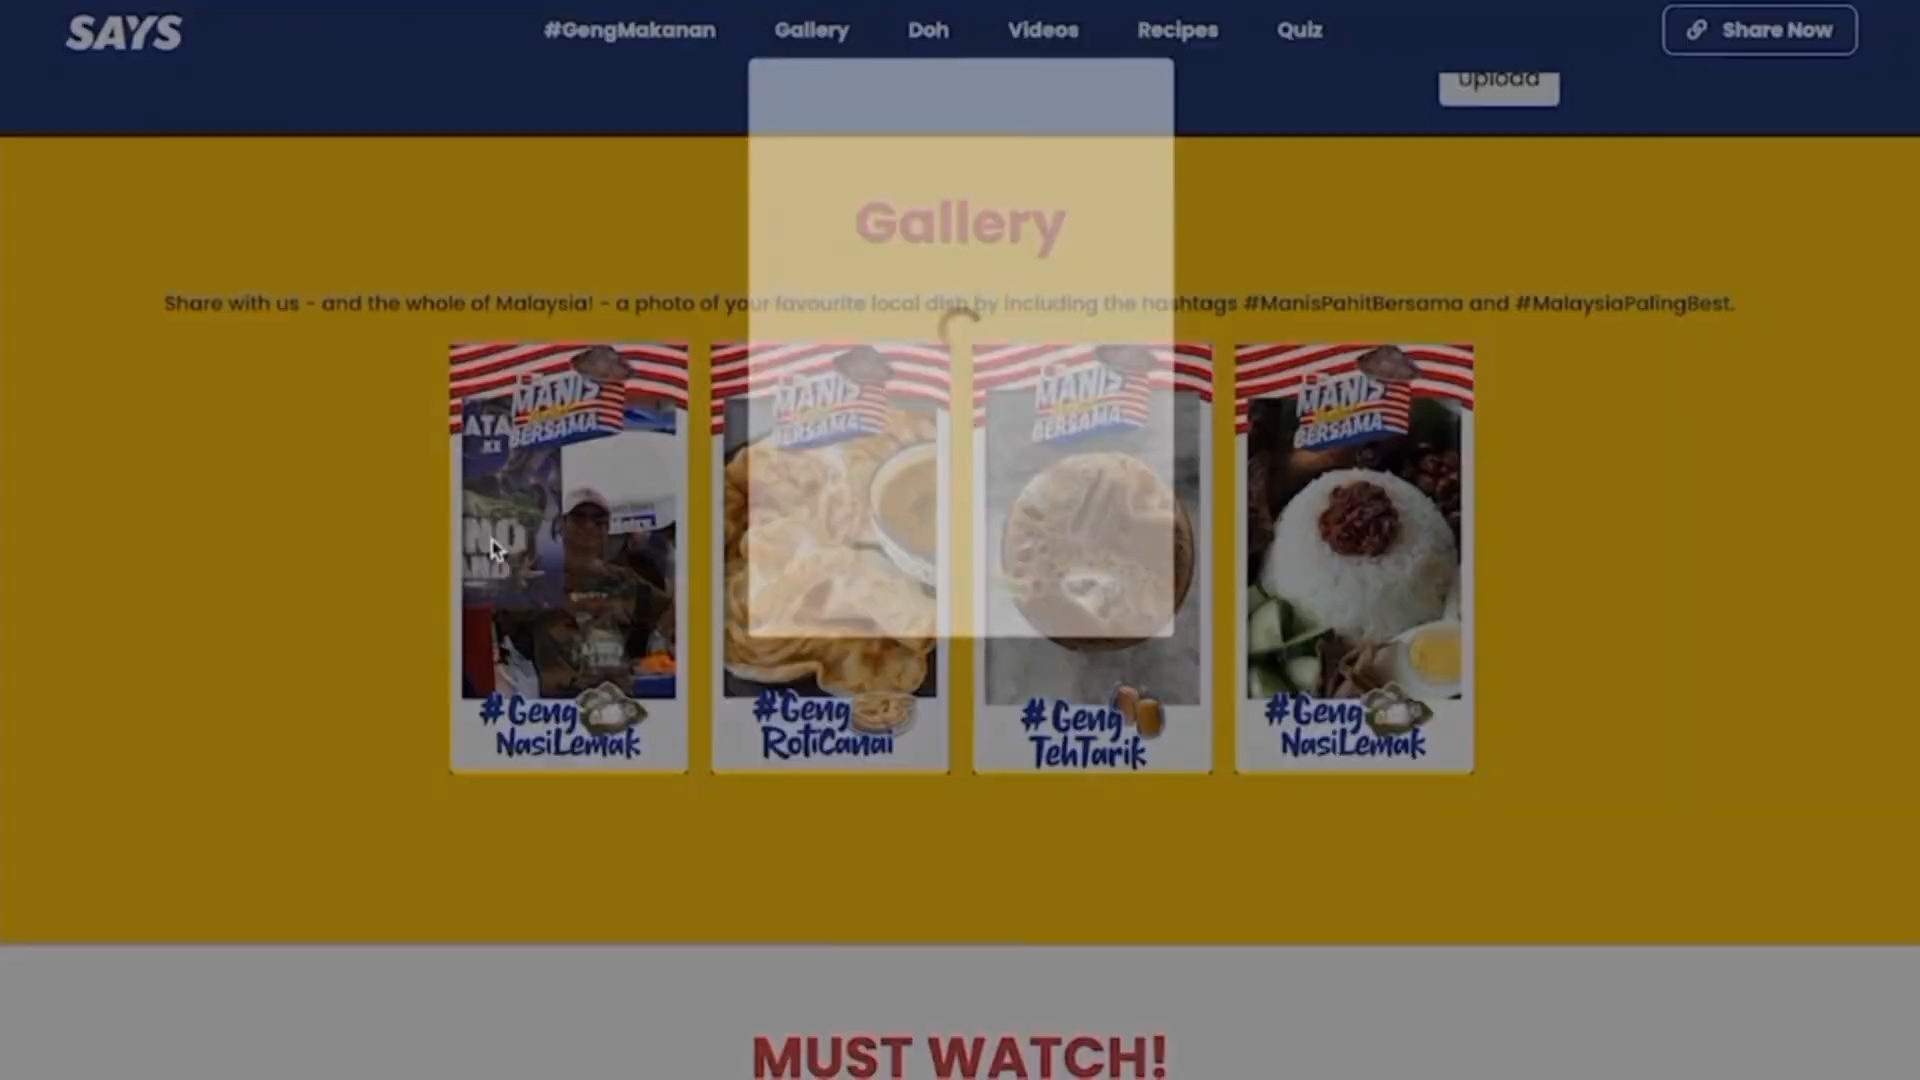 SAYS
#GengMakanan
Gallery
Doh
Videos
Recipes
Quiz
Share Now
Upload
Gallery
Share with us - and the whole of Malaysia! - a photo of your favourite local dish by including the hashtags #ManisPahitBersama and #MalaysiaPalingBest.
MANIS
BERSAMA
ATA
.KX
#Geng
NasiLemak
MANIS
BERSAMA
#Geng
RotiCanai
MANIS
BERSAMA
#Geng
TehTarik
MANIS
BERSAMA
#Geng
NasiLemak
MUST WATCH!